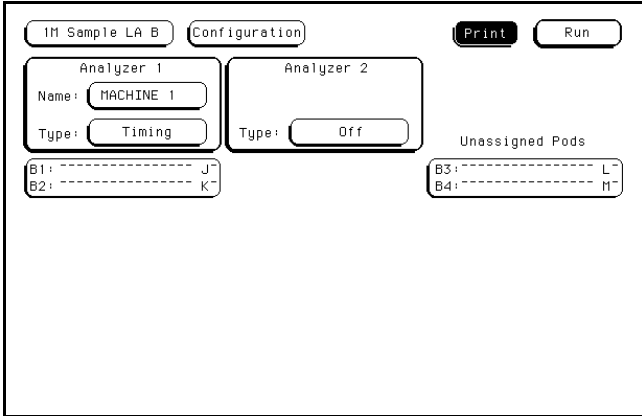 1M Sample LA B Configuration Print Run
Analyzer 1 Analyzer 2
Name: MACHINE 1
Type: Timing Type: Off
Unassigned Pods
B1: ---------------- J-
B2: ---------------- K-
B3: ---------------- L-
B4: ---------------- M-